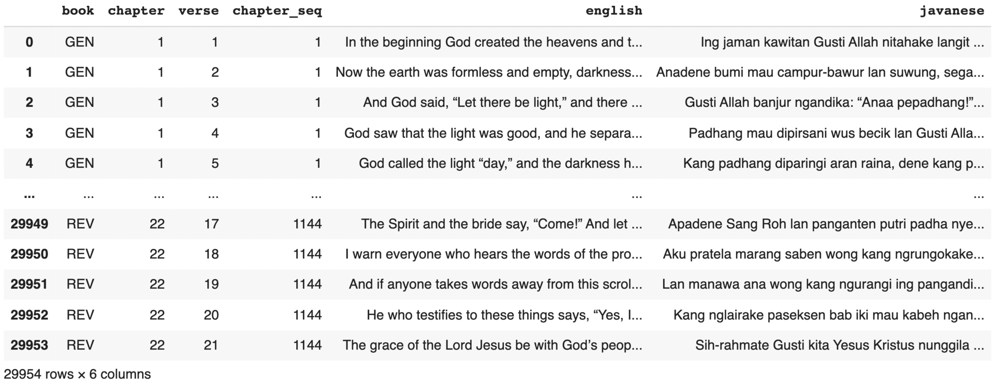 book chapter verse chapter_seq english javanese
0 GEN 1 1 1 In the beginning God created the heavens and t... Ing jaman kawitan Gusti Allah nitahake langit ...
1 GEN 1 2 1 Now the earth was formless and empty, darkness... Anadene bumi mau campur-bawur lan suwung, sega...
2 GEN 1 3 1 And God said, “Let there be light,” and there ... Gusti Allah banjur ngandika: “Anaa pepadhang!”...
3 GEN 1 4 1 God saw that the light was good, and he separa... Padhang mau dipirsani wus becik lan Gusti Alla...
4 GEN 1 5 1 God called the light “day,” and the darkness h... Kang padhang diparingi aran raina, dene kang p...
... ... ... ... ... ... ...
29949 REV 22 17 1144 The Spirit and the bride say, “Come!” And let ... Apadene Sang Roh lan panganten putri padha nye...
29950 REV 22 18 1144 I warn everyone who hears the words of the pro... Aku pratela marang saben wong kang ngrungokake...
29951 REV 22 19 1144 And if anyone takes words away from this scrol... Lan manawa ana wong kang ngurangi ing pangandi...
29952 REV 22 20 1144 He who testifies to these things says, “Yes, I... Kang nglairake paseksen bab iki mau kabeh ngan...
29953 REV 22 21 1144 The grace of the Lord Jesus be with God’s peop... Sih-rahmate Gusti kita Yesus Kristus nunggila ...
29954 rows × 6 columns